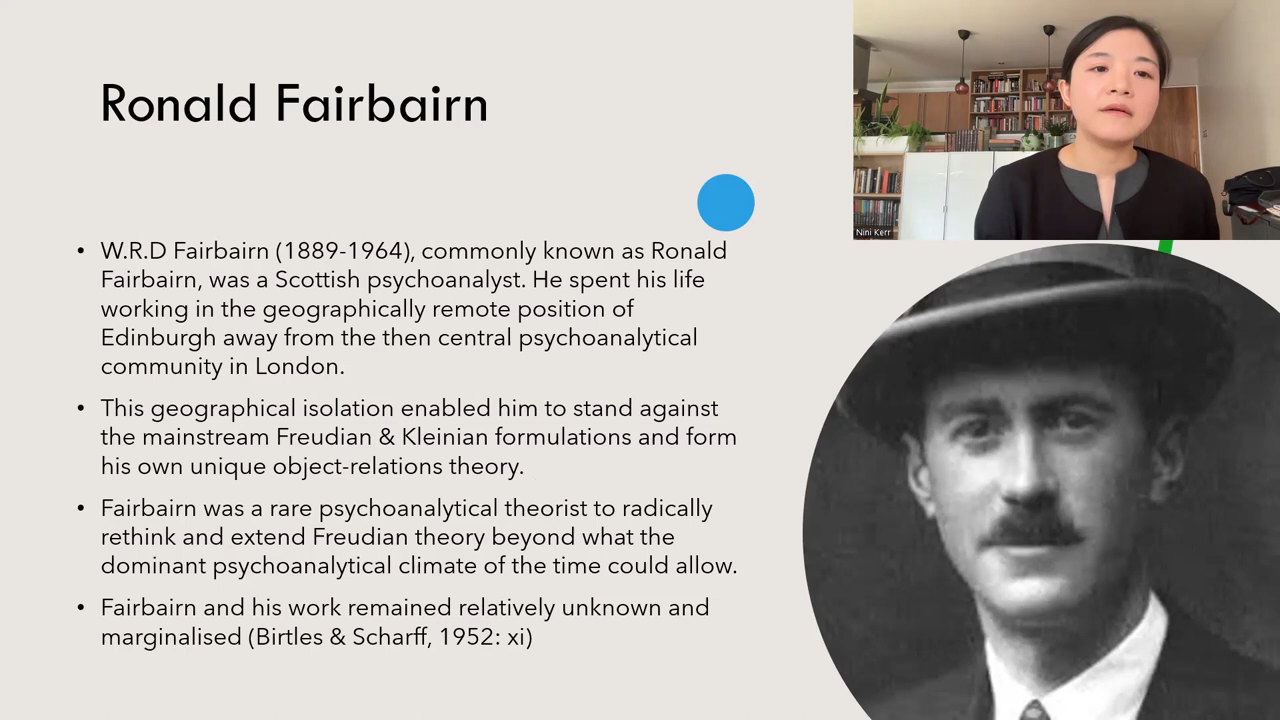 Ronald Fairbairn
Nini Kerr
• W.R.D Fairbairn (1889-1964), commonly known as Ronald
Fairbairn, was a Scottish psychoanalyst. He spent his life
working in the geographically remote position of
Edinburgh away from the then central psychoanalytical
community in London.
• This geographical isolation enabled him to stand against
the mainstream Freudian & Kleinian formulations and form
his own unique object-relations theory.
• Fairbairn was a rare psychoanalytical theorist to radically
rethink and extend Freudian theory beyond what the
dominant psychoanalytical climate of the time could allow.
• Fairbairn and his work remained relatively unknown and
marginalised (Birtles & Scharff, 1952: xi)